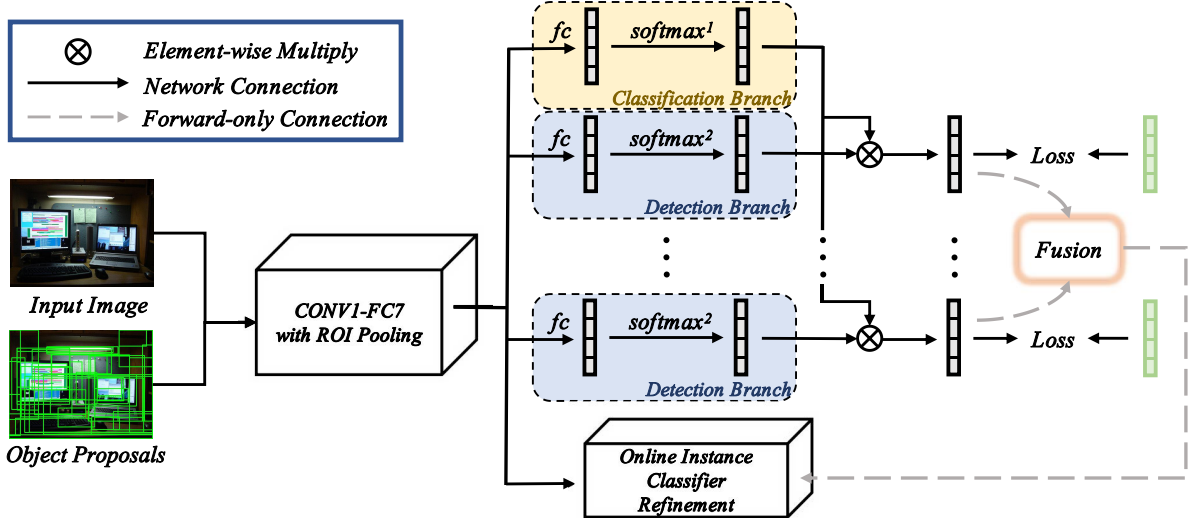 Element-wise Multiply
Network Connection
Forward-only Connection
Input Image
Object Proposals
CONV1-FC7
with ROI Pooling
fc
softmax¹
Classification Branch
fc
softmax²
Detection Branch
fc
softmax²
Detection Branch
Loss
Fusion
Loss
Online Instance
Classifier
Refinement